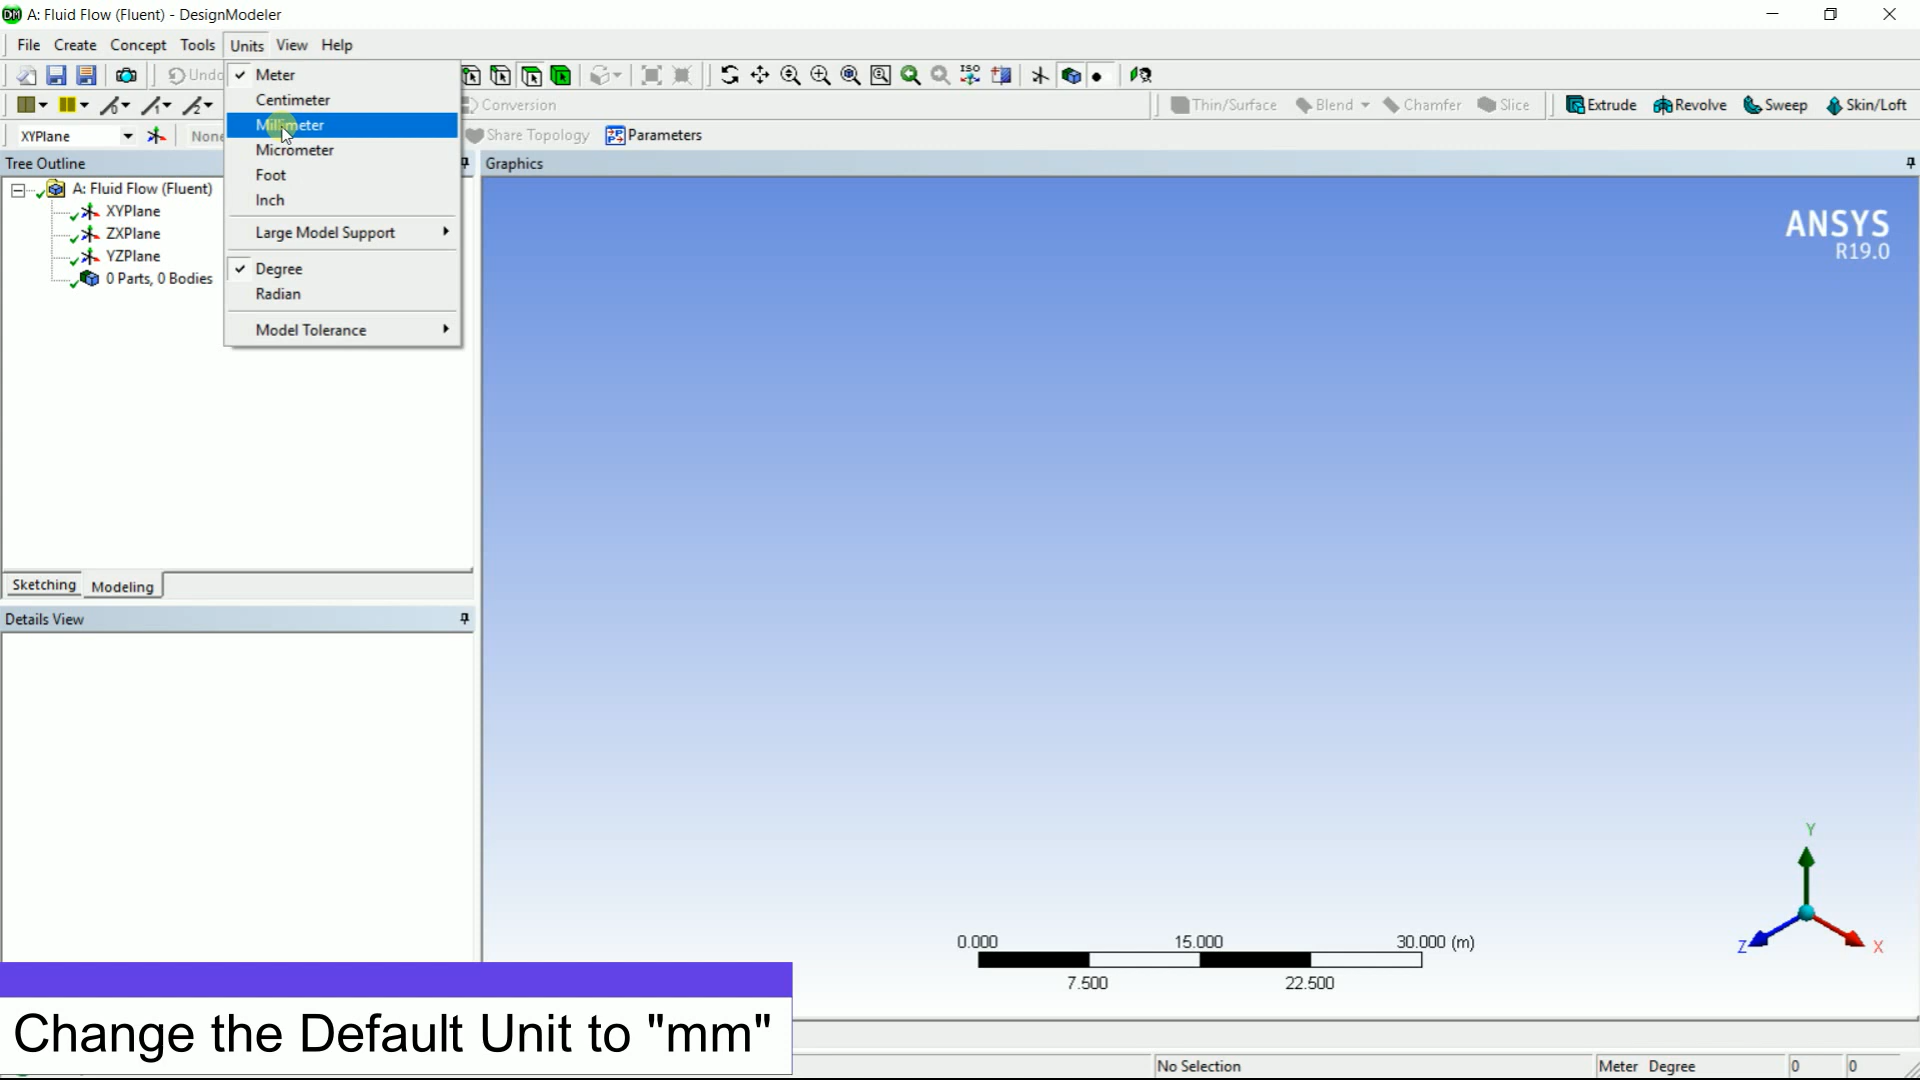 A: Fluid Flow (Fluent) - DesignModeler
File Create Concept Tools Units View Help
Undo
Meter
Centimeter
Millimeter
Micrometer
Foot
Inch
Large Model Support
Degree
Radian
Model Tolerance
ISO
Conversion
Thin/Surface Blend Chamfer Slice Extrude Revolve Sweep Skin/Loft
XYPlane None Share Topology Parameters
Tree Outline
A: Fluid Flow (Fluent)
XYPlane
ZXPlane
YZPlane
0 Parts, 0 Bodies
Sketching Modeling
Details View
Graphics
ANSYS
R19.0
Y
Z X
0.000 15.000 30.000 (m)
7.500 22.500
Change the Default Unit to "mm"
No Selection Meter Degree 0 0